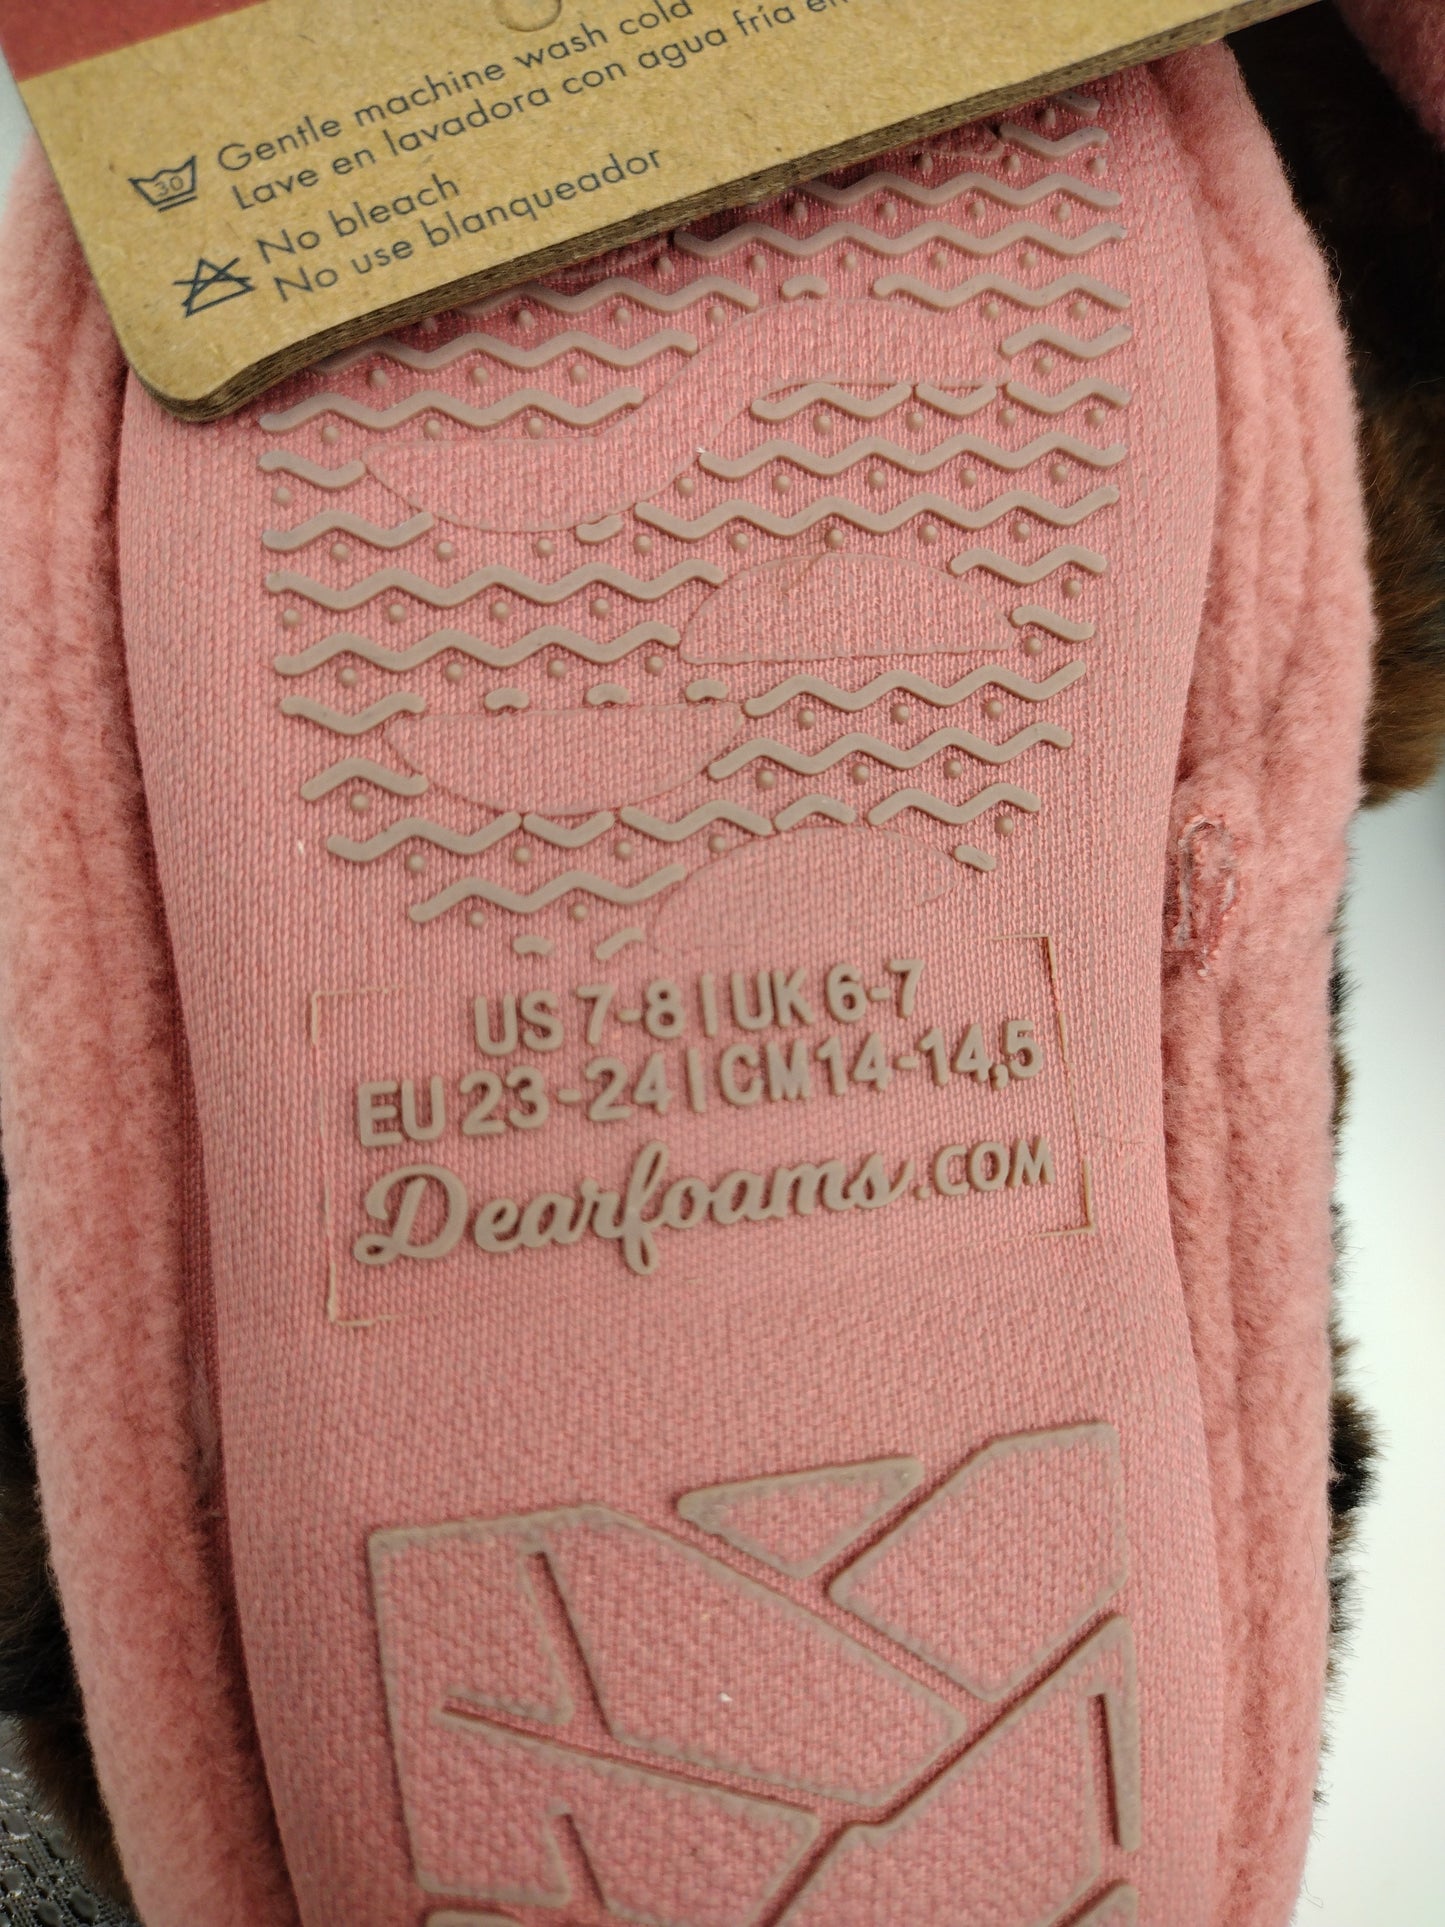 Gentle machine wash cold
Lave en lavadora con agua fría en
30
No bleach
No use blanqueador
US 7-8 | UK 6-7
EU 23-24 | CM 14-14,5
Dearfoams.COM